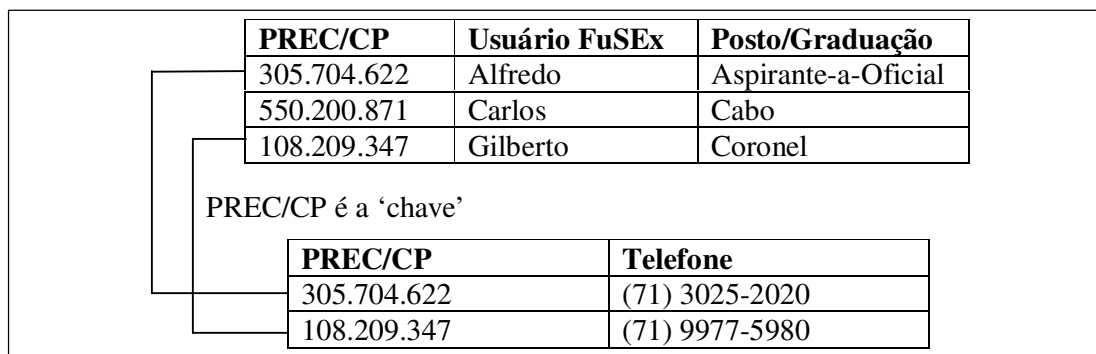 PREC/CP Usuário FuSEx Posto/Graduação
305.704.622 Alfredo Aspirante-a-Oficial
550.200.871 Carlos Cabo
108.209.347 Gilberto Coronel
PREC/CP é a ‘chave’
PREC/CP Telefone
305.704.622 (71) 3025-2020
108.209.347 (71) 9977-5980